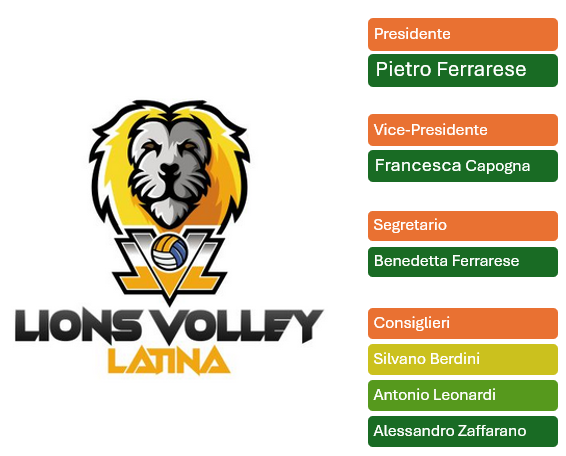 LIONS VOLLEY
LATINA
Presidente
Pietro Ferrarese
Vice-Presidente
Francesca Capogna
Segretario
Benedetta Ferrarese
Consiglieri
Silvano Berdini
Antonio Leonardi
Alessandro Zaffarano